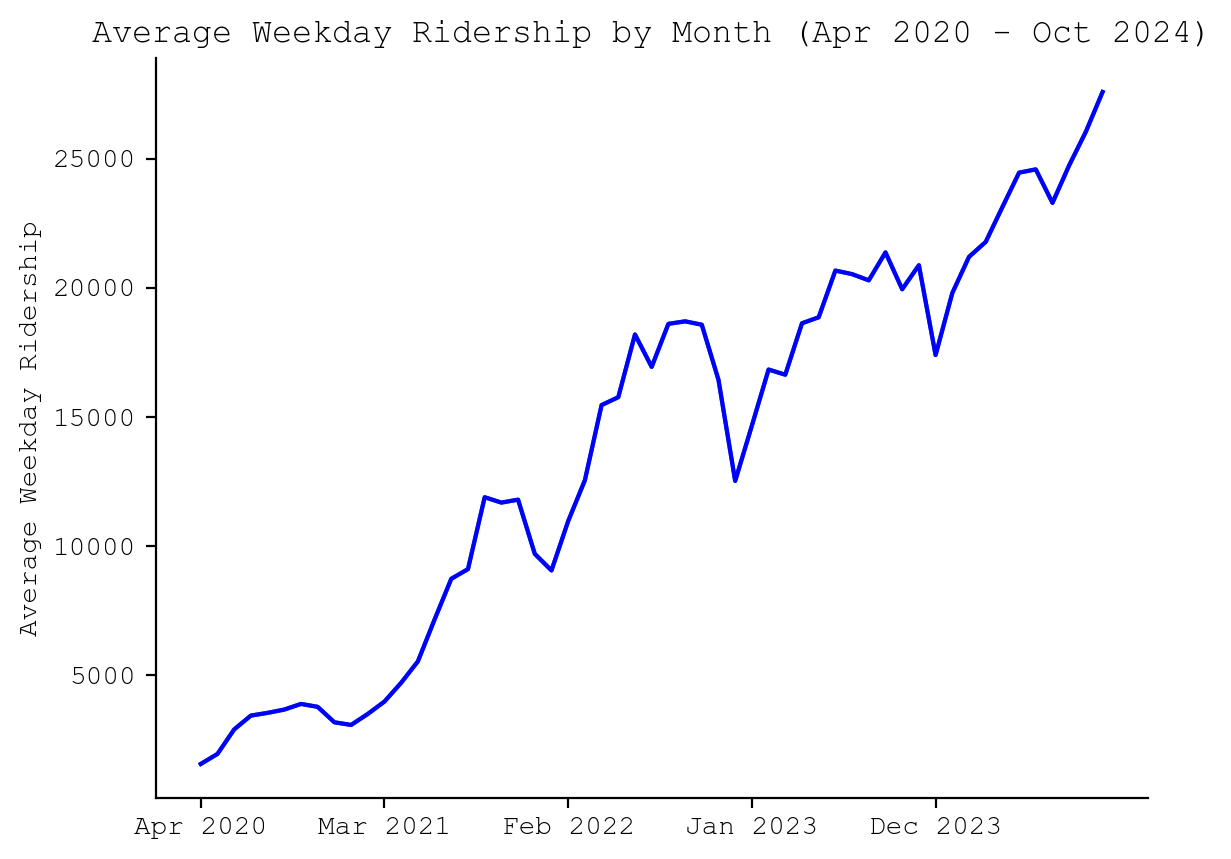 Average Weekday Ridership by Month (Apr 2020 - Oct 2024)
Average Weekday Ridership
25000
20000
15000
10000
5000
Apr 2020 Mar 2021 Feb 2022 Jan 2023 Dec 2023